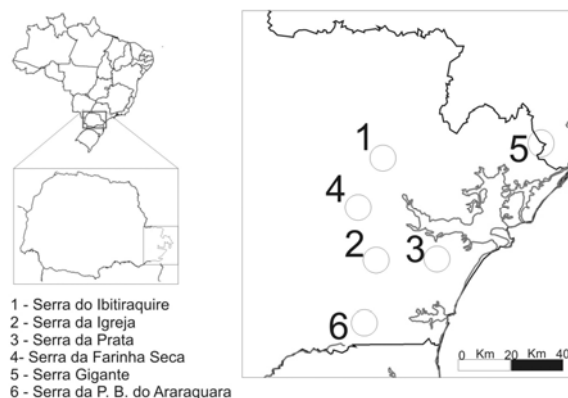 1
5
4
2
3
6
1 - Serra do Ibitiraquire
2 - Serra da Igreja
3 - Serra da Prata
4- Serra da Farinha Seca
5 - Serra Gigante
6 - Serra da P. B. do Araraquara
Km Km
0 20 40